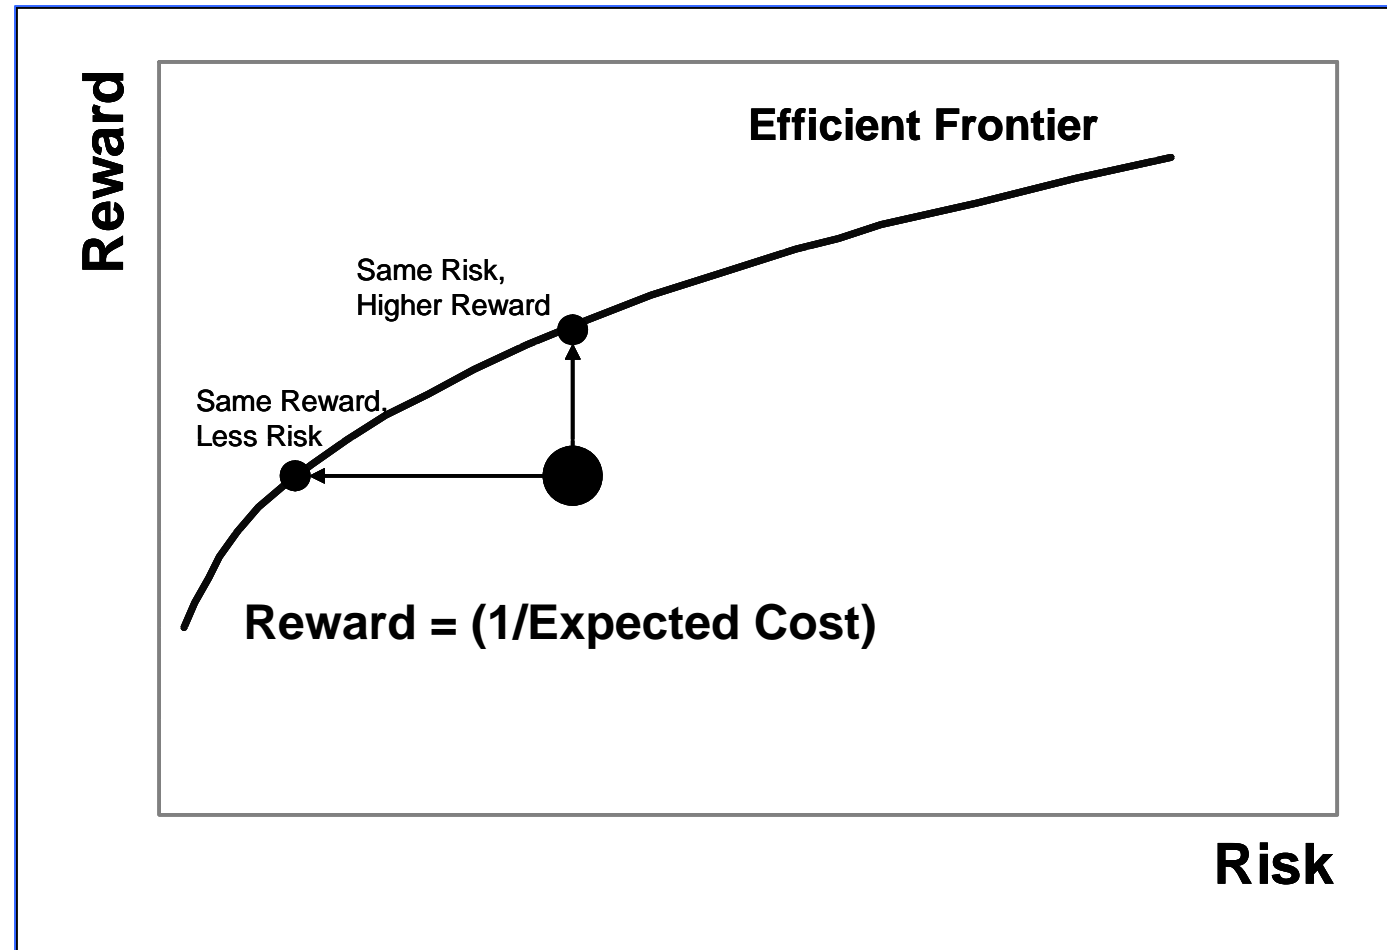 Reward
Efficient Frontier
Same Risk,
Higher Reward
Same Reward,
Less Risk
Reward = (1/Expected Cost)
Risk